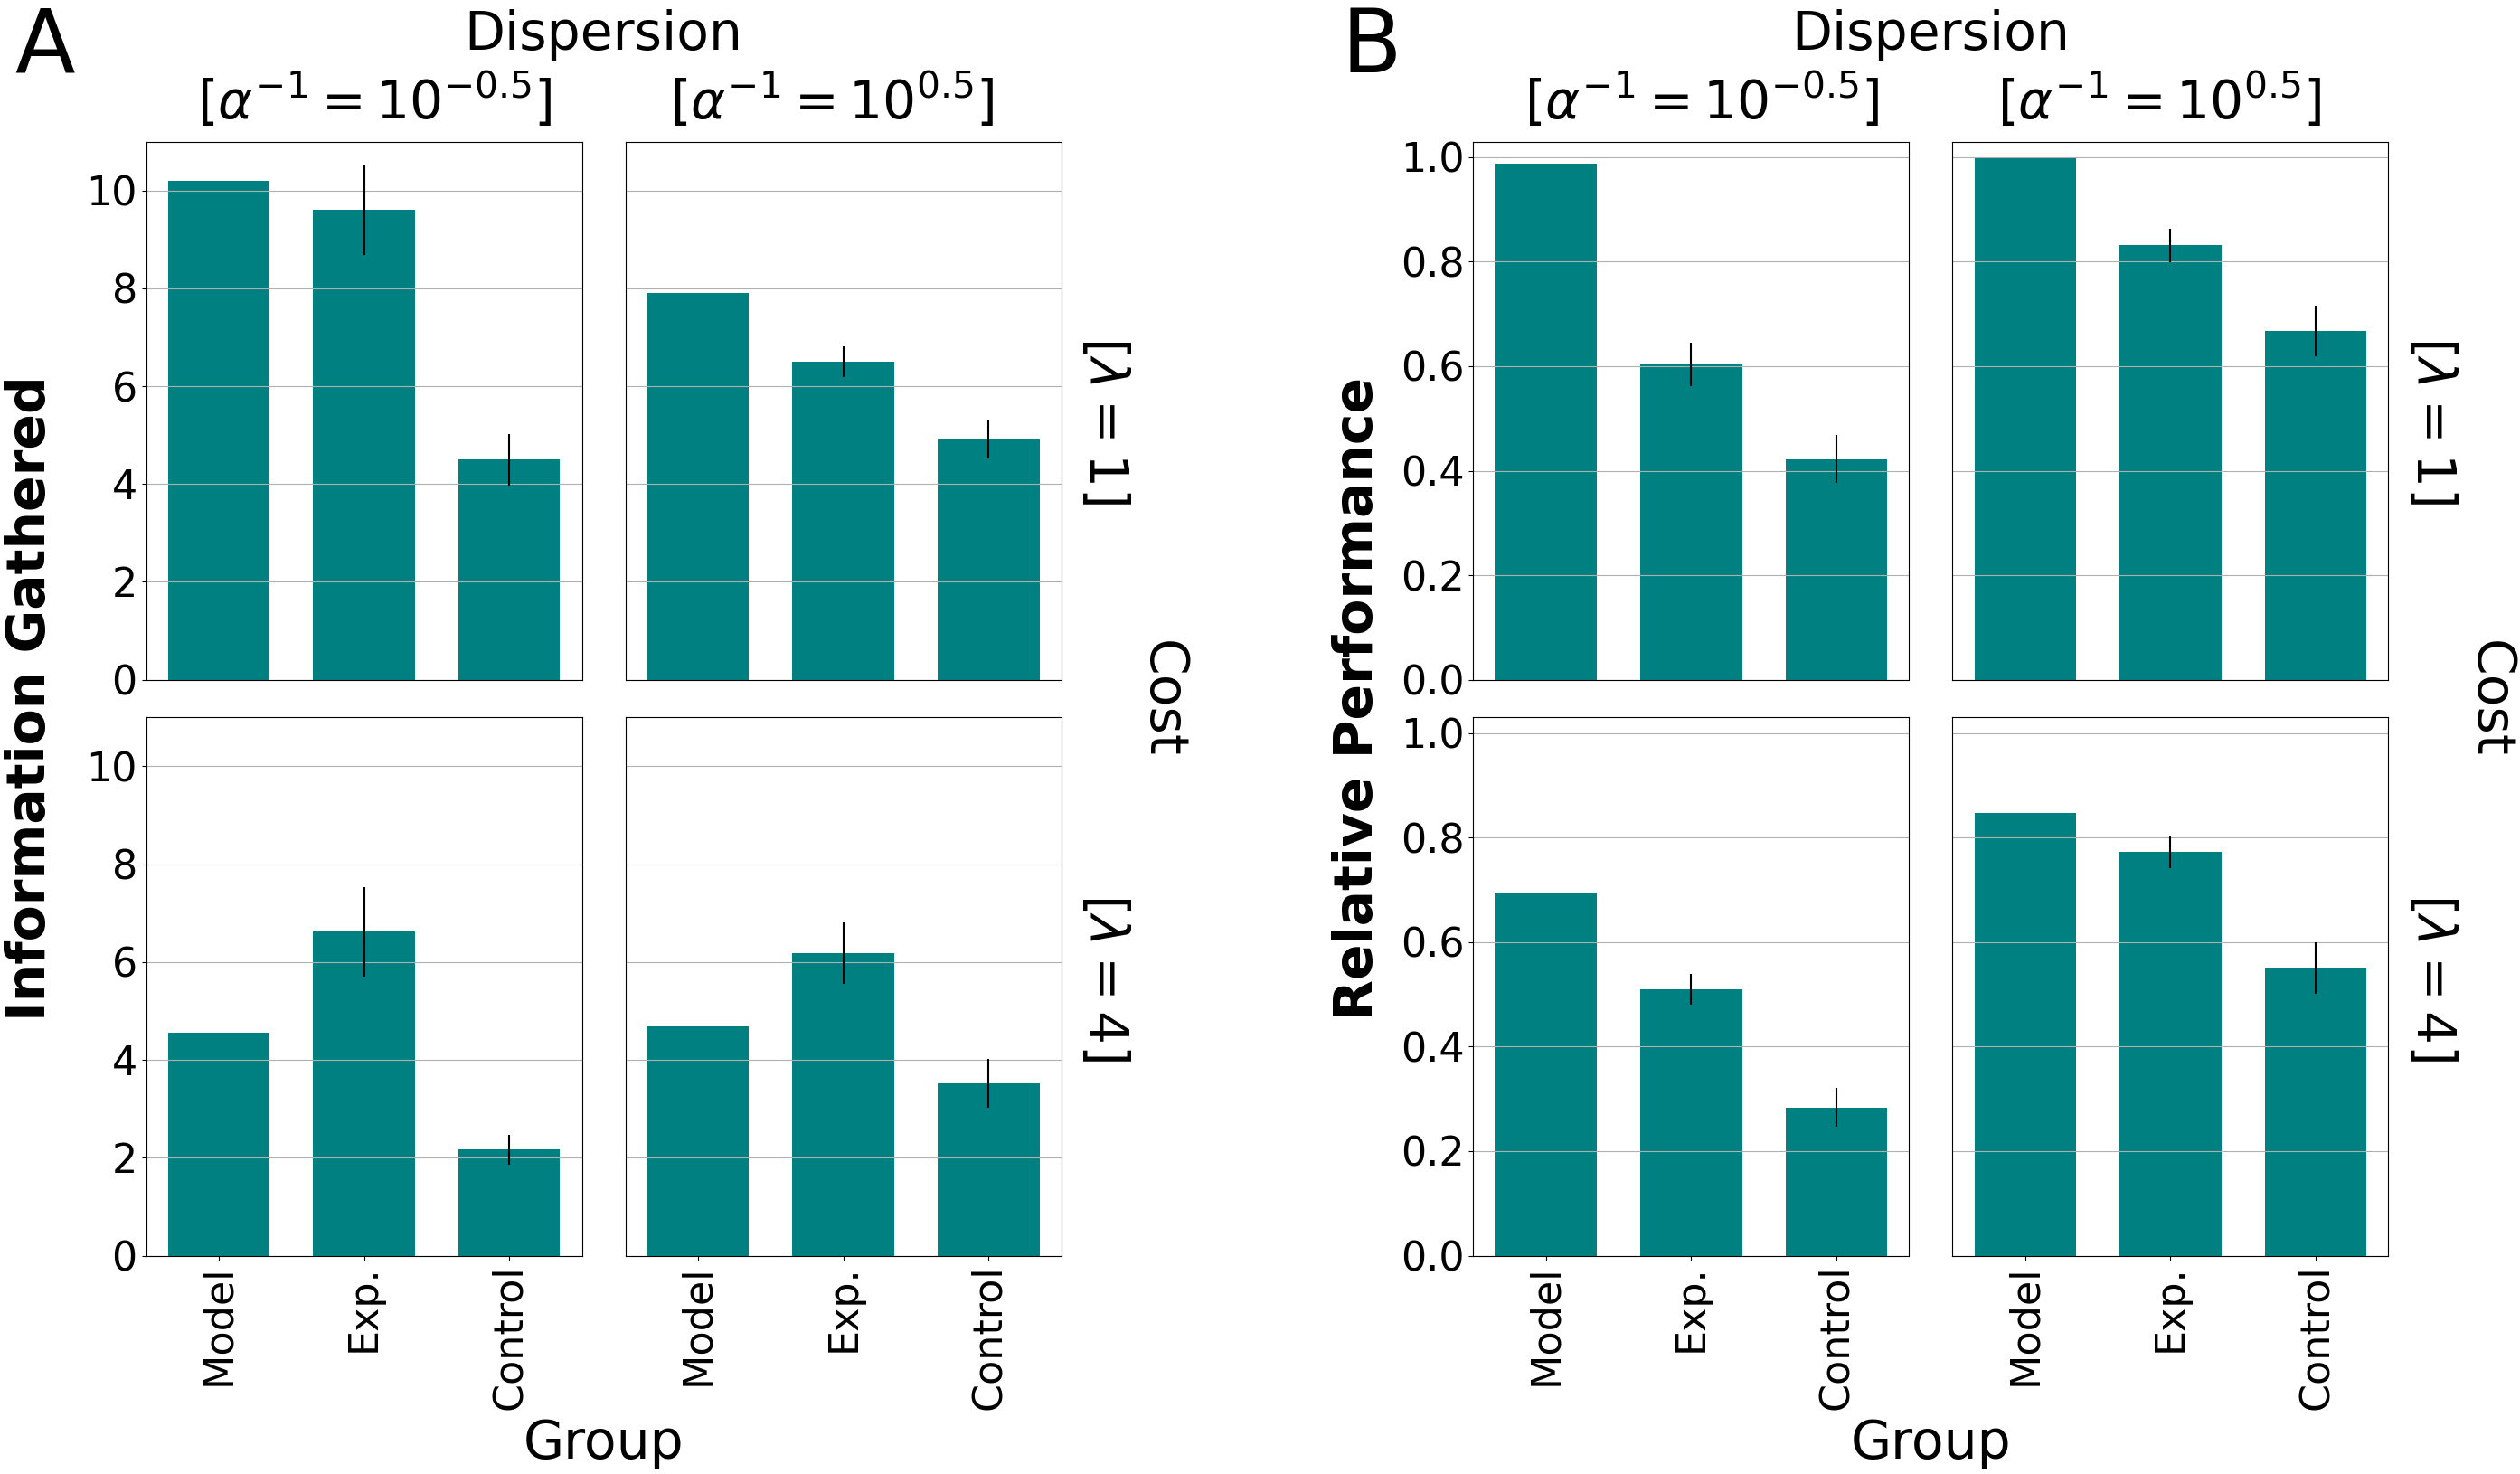 A
Dispersion
[α⁻¹ = 10⁻⁰·⁵]
[α⁻¹ = 10⁰·⁵]
Information Gathered
10
8
6
4
2
0
[λ = 1]
10
8
6
4
2
0
[λ = 4]
Cost
Model
Exp.
Control
Model
Exp.
Control
Group
B
Dispersion
[α⁻¹ = 10⁻⁰·⁵]
[α⁻¹ = 10⁰·⁵]
Relative Performance
1.0
0.8
0.6
0.4
0.2
0.0
[λ = 1]
1.0
0.8
0.6
0.4
0.2
0.0
[λ = 4]
Cost
Model
Exp.
Control
Model
Exp.
Control
Group